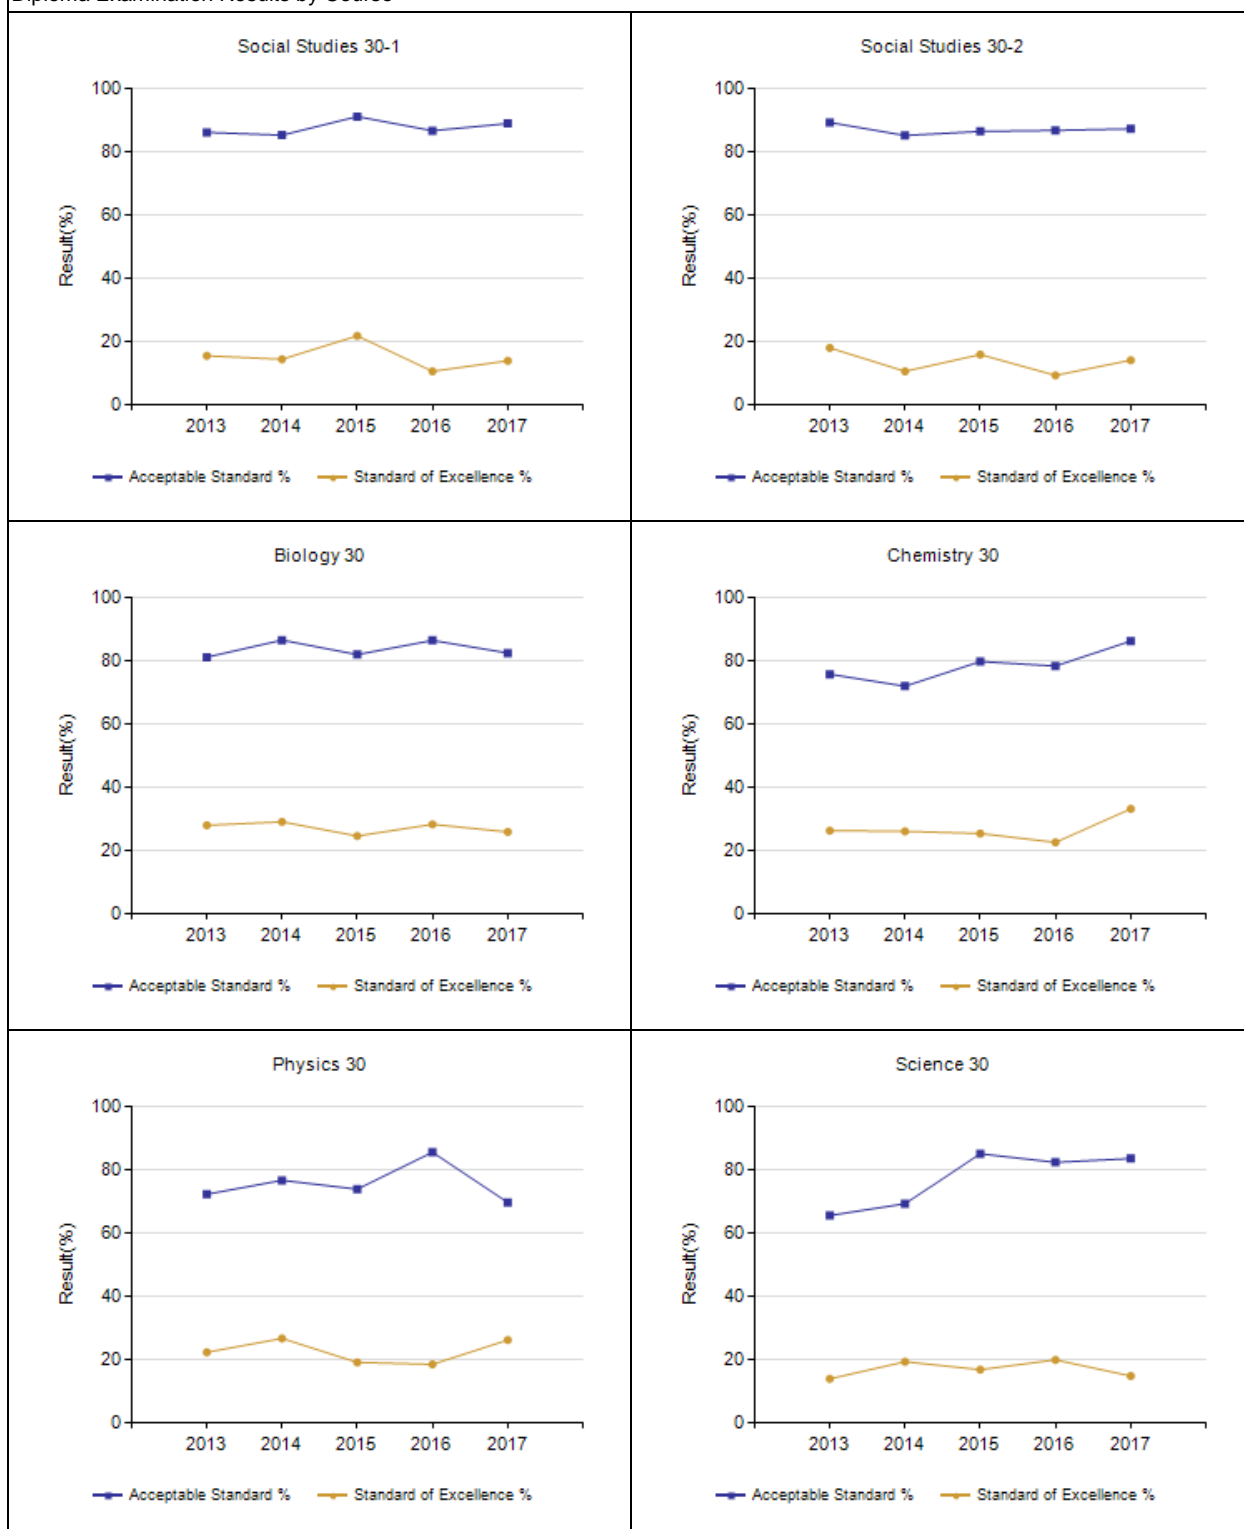 Diploma Examination Results by Course
Social Studies 30-1
100
80
60
40
20
0
Result(%)
2013 2014 2015 2016 2017
Acceptable Standard % Standard of Excellence %
Social Studies 30-2
100
80
60
40
20
0
Result(%)
2013 2014 2015 2016 2017
Acceptable Standard % Standard of Excellence %
Biology 30
100
80
60
40
20
0
Result(%)
2013 2014 2015 2016 2017
Acceptable Standard % Standard of Excellence %
Chemistry 30
100
80
60
40
20
0
Result(%)
2013 2014 2015 2016 2017
Acceptable Standard % Standard of Excellence %
Physics 30
100
80
60
40
20
0
Result(%)
2013 2014 2015 2016 2017
Acceptable Standard % Standard of Excellence %
Science 30
100
80
60
40
20
0
Result(%)
2013 2014 2015 2016 2017
Acceptable Standard % Standard of Excellence %